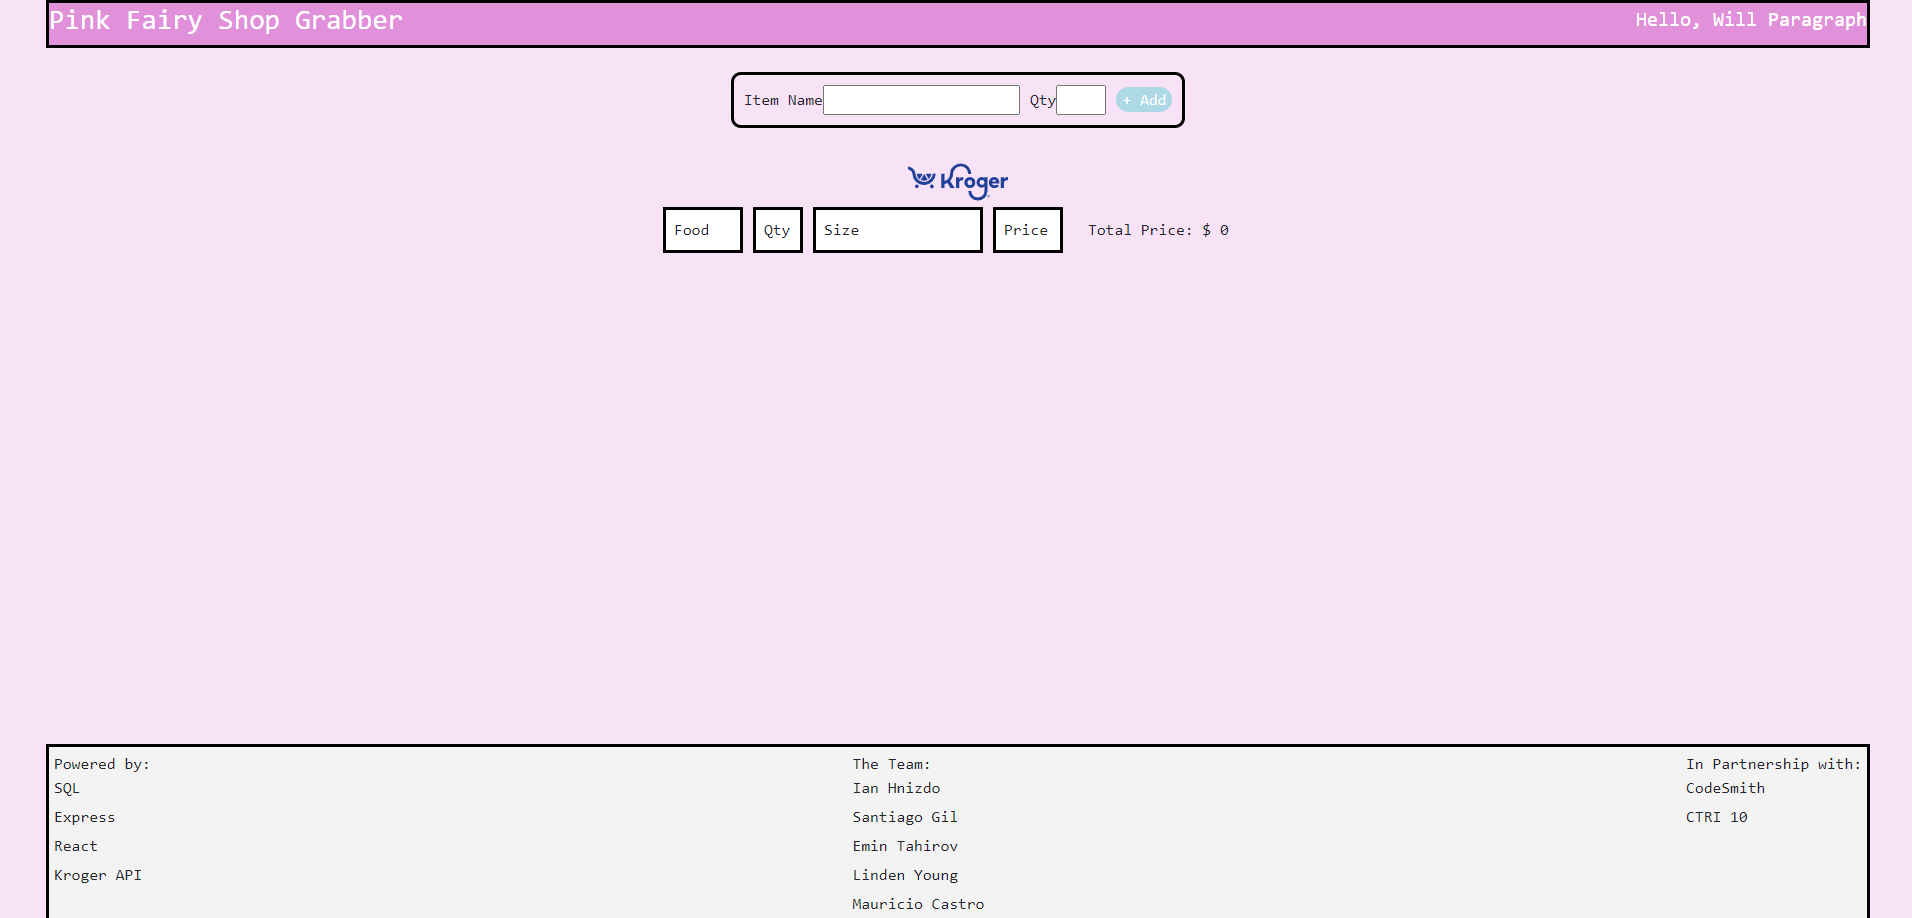 Pink Fairy Shop Grabber
Hello, Will Paragraph
Item Name Qty + Add
Kroger
Food Qty Size Price Total Price: $ 0
Powered by:
SQL
Express
React
Kroger API
The Team:
Ian Hnizdo
Santiago Gil
Emin Tahirov
Linden Young
Mauricio Castro
In Partnership with:
CodeSmith
CTRI 10